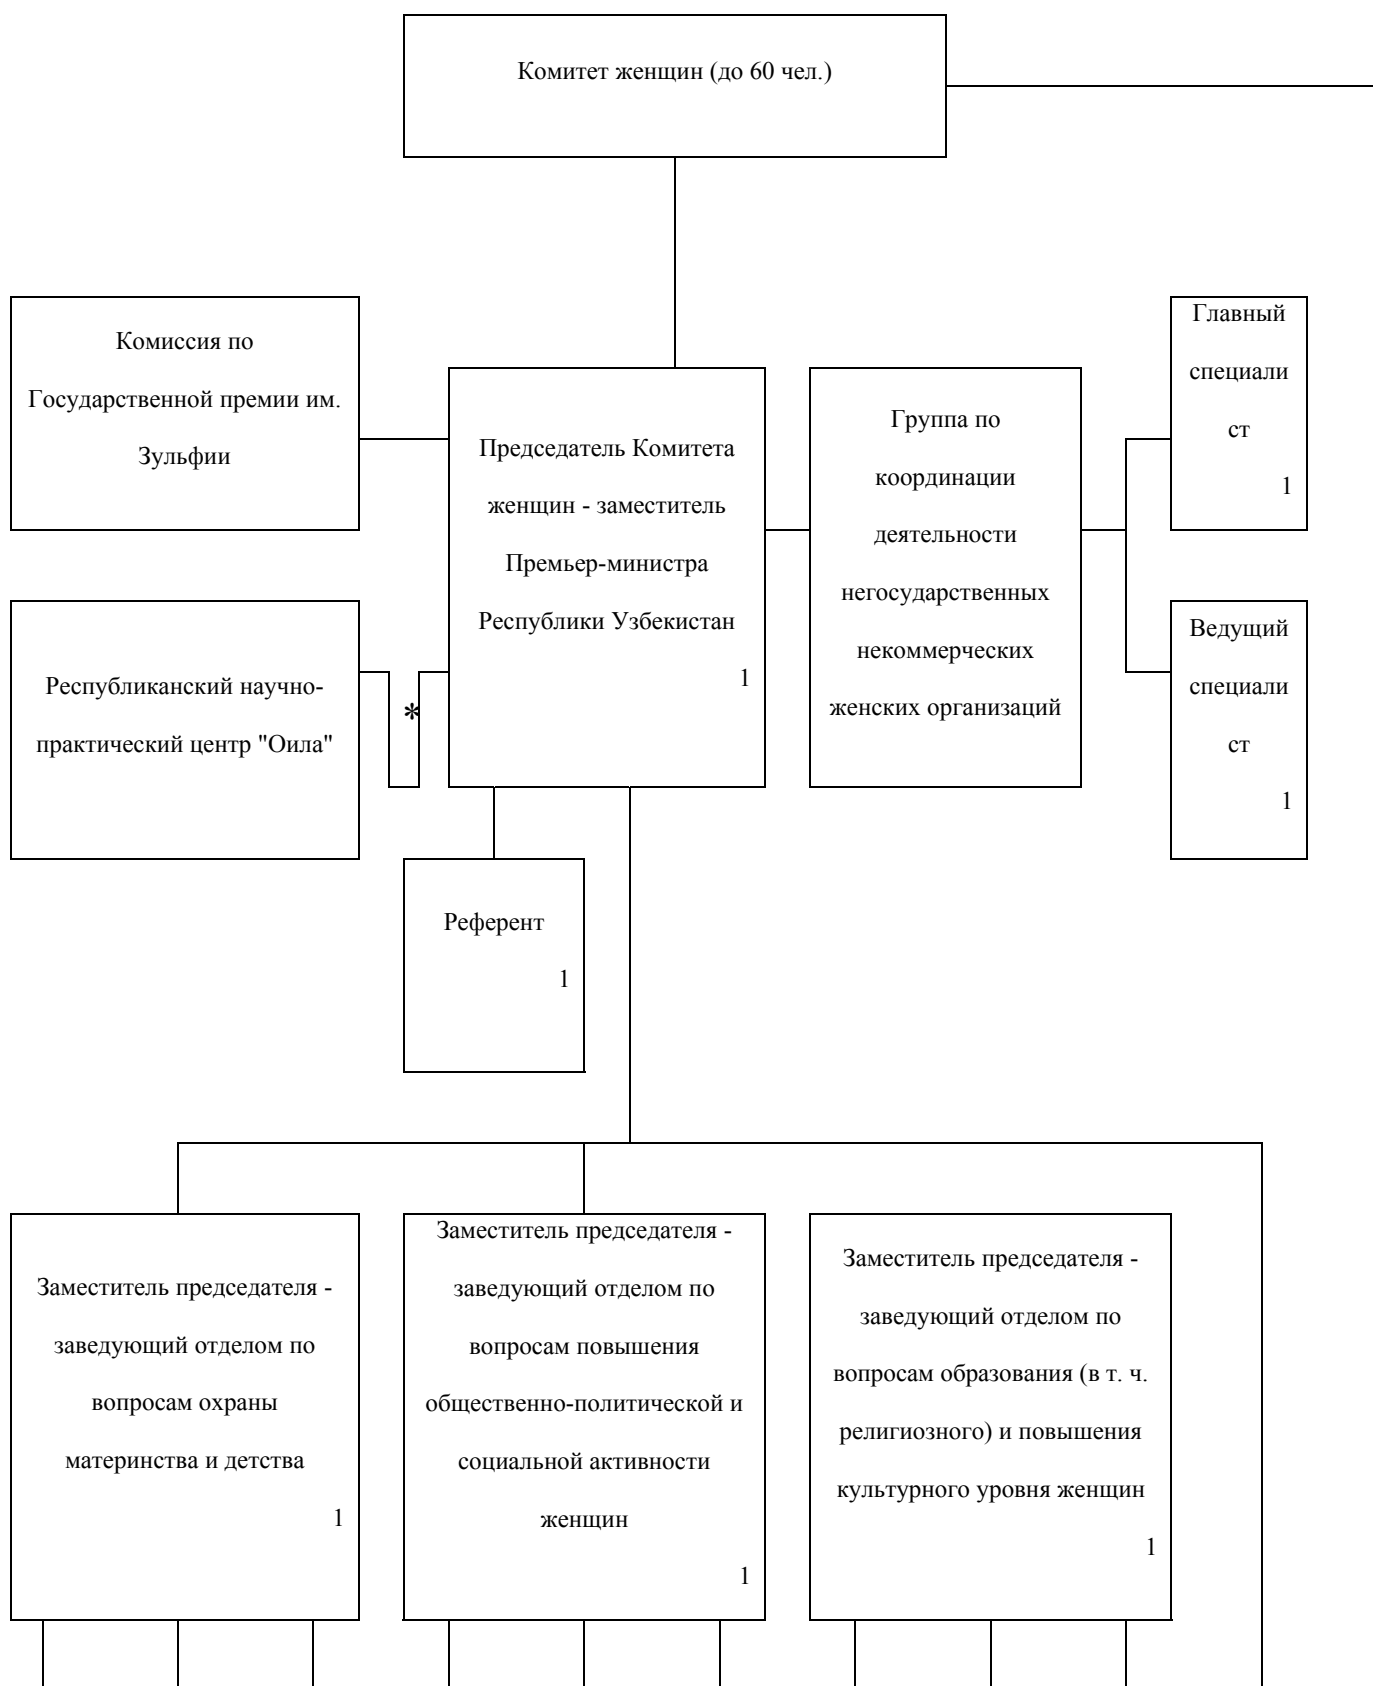 Комитет женщин (до 60 чел.)
Комиссия по
Государственной премии им.
Зульфии
Председатель Комитета
женщин - заместитель
Премьер-министра
Республики Узбекистан
1
Группа по
координации
деятельности
негосударственных
некоммерческих
женских организаций
Главный
специали
ст
1
Республиканский научно-
практический центр "Оила"
*
Ведущий
специали
ст
1
Референт
1
Заместитель председателя -
заведующий отделом по
вопросам охраны
материнства и детства
1
Заместитель председателя -
заведующий отделом по
вопросам повышения
общественно-политической и
социальной активности
женщин
1
Заместитель председателя -
заведующий отделом по
вопросам образования (в т. ч.
религиозного) и повышения
культурного уровня женщин
1